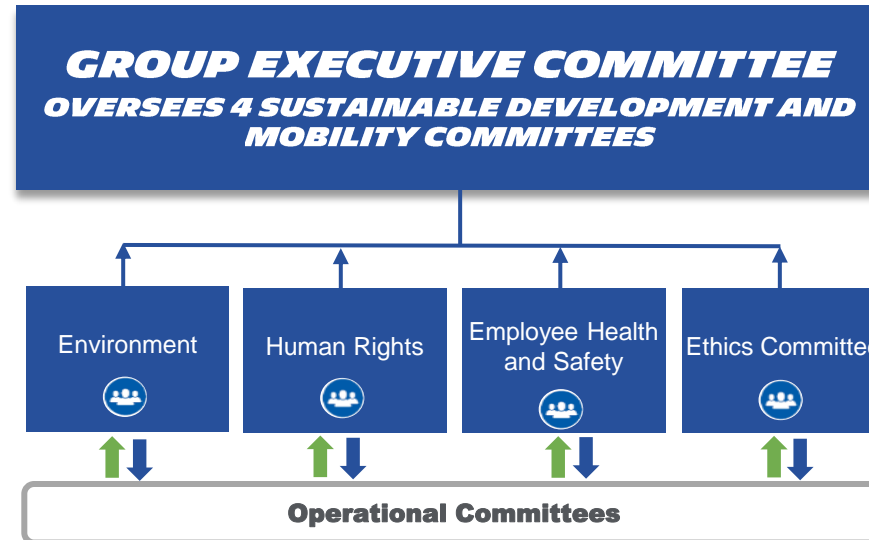 GROUP EXECUTIVE COMMITTEE
OVERSEES 4 SUSTAINABLE DEVELOPMENT AND
MOBILITY COMMITTEES
Environment
Human Rights
Employee Health
and Safety
Ethics Committee
Operational Committees